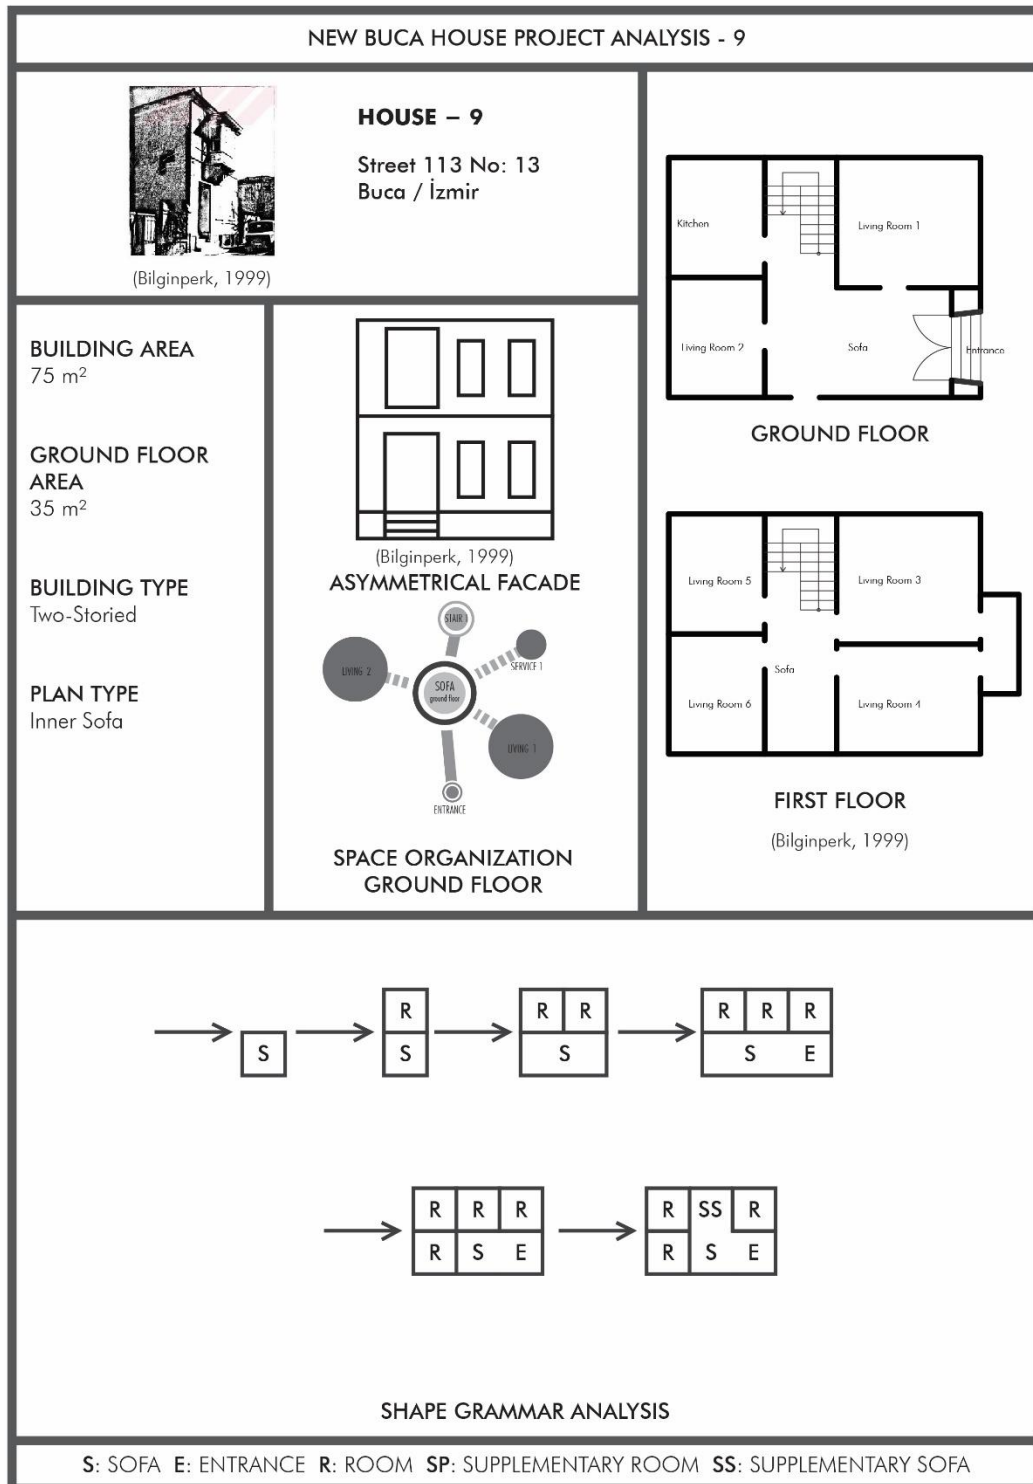 NEW BUCA HOUSE PROJECT ANALYSIS - 9
HOUSE – 9
Street 113 No: 13
Buca / İzmir
(Bilginperk, 1999)
BUILDING AREA
75 m²
GROUND FLOOR
AREA
35 m²
BUILDING TYPE
Two-Storied
PLAN TYPE
Inner Sofa
(Bilginperk, 1999)
ASYMMETRICAL FACADE
STAIR 1
LIVING 2
SERVICE 1
SOFA
ground floor
LIVING 1
ENTRANCE
SPACE ORGANIZATION
GROUND FLOOR
Kitchen
Living Room 1
Living Room 2
Sofa
Entrance
GROUND FLOOR
Living Room 5
Living Room 3
Sofa
Living Room 6
Living Room 4
FIRST FLOOR
(Bilginperk, 1999)
R R R R R R
S S S S E
R R R R SS R
R S E R S E
SHAPE GRAMMAR ANALYSIS
S: SOFA E: ENTRANCE R: ROOM SP: SUPPLEMENTARY ROOM SS: SUPPLEMENTARY SOFA